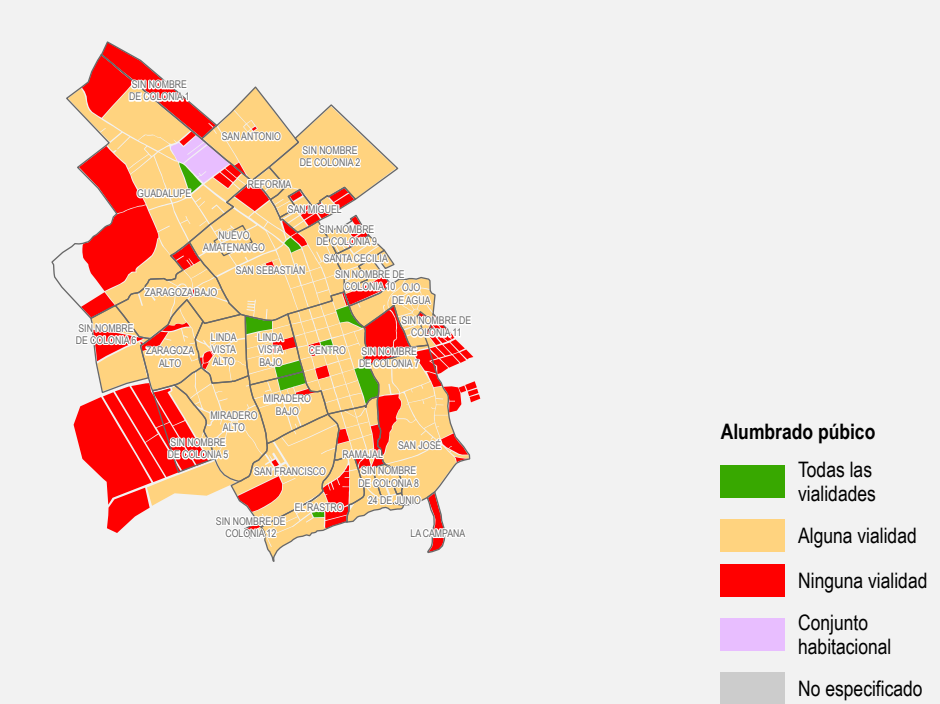 SIN NOMBRE
DE COLONIA 1
SAN ANTONIO
SIN NOMBRE
DE COLONIA 2
REFORMA
GUADALUPE
SAN MIGUEL
SIN NOMBRE
DE COLONIA 9
NUEVO
AMATENANGO
SANTA CECILIA
SAN SEBASTIÁN
SIN NOMBRE DE
COLONIA 10
OJO
DE AGUA
ZARAGOZA BAJO
SIN NOMBRE DE
COLONIA 11
SIN NOMBRE
DE COLONIA 6
LINDA
VISTA
ALTO
LINDA
VISTA
BAJO
ZARAGOZA
ALTO
CENTRO
SIN NOMBRE
DE COLONIA 7
MIRADERO
BAJO
MIRADERO
ALTO
SIN NOMBRE
DE COLONIA 5
RAMAJAL
SAN JOSÉ
SAN FRANCISCO
SIN NOMBRE
DE COLONIA 8
24 DE JUNIO
EL RASTRO
SIN NOMBRE DE
COLONIA 12
LA CAMPANA
Alumbrado púbico
Todas las
vialidades
Alguna vialidad
Ninguna vialidad
Conjunto
habitacional
No especificado